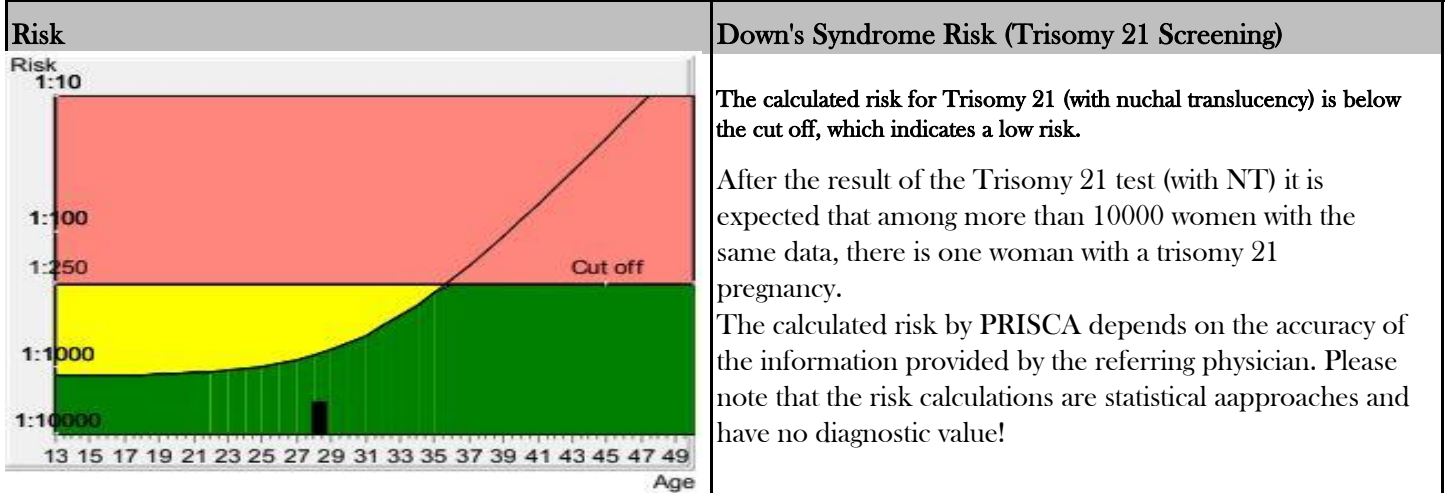 Risk
Down's Syndrome Risk (Trisomy 21 Screening)
Risk
1:10
1:100
1:250
Cut off
1:1000
1:10000
13 15 17 19 21 23 25 27 29 31 33 35 37 39 41 43 45 47 49
Age
The calculated risk for Trisomy 21 (with nuchal translucency) is below
the cut off, which indicates a low risk.
After the result of the Trisomy 21 test (with NT) it is
expected that among more than 10000 women with the
same data, there is one woman with a trisomy 21
pregnancy.
The calculated risk by PRISCA depends on the accuracy of
the information provided by the referring physician. Please
note that the risk calculations are statistical aapproaches and
have no diagnostic value!